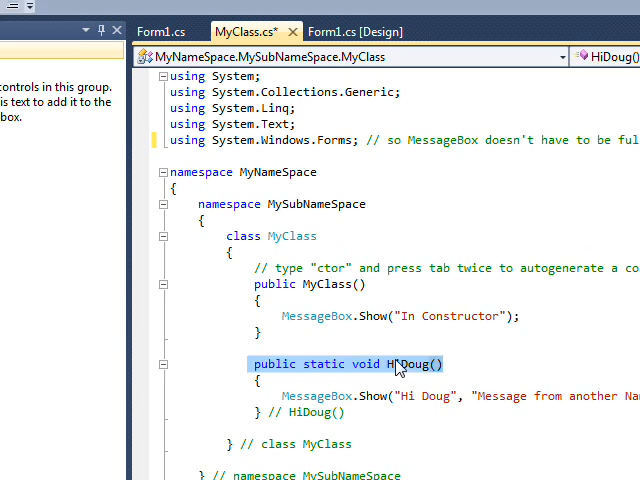 Form1.cs MyClass.cs* Form1.cs [Design]
MyNameSpace.MySubNameSpace.MyClass HiDoug()
controls in this group.
is text to add it to the
box.
using System;
using System.Collections.Generic;
using System.Linq;
using System.Text;
using System.Windows.Forms; // so MessageBox doesn't have to be ful
namespace MyNameSpace
{
namespace MySubNameSpace
{
class MyClass
{
// type "ctor" and press tab twice to autogenerate a co
public MyClass()
{
MessageBox.Show("In Constructor");
}
public static void HiDoug()
{
MessageBox.Show("Hi Doug", "Message from another Na
} // HiDoug()
} // class MyClass
} // namespace MySubNameSpace